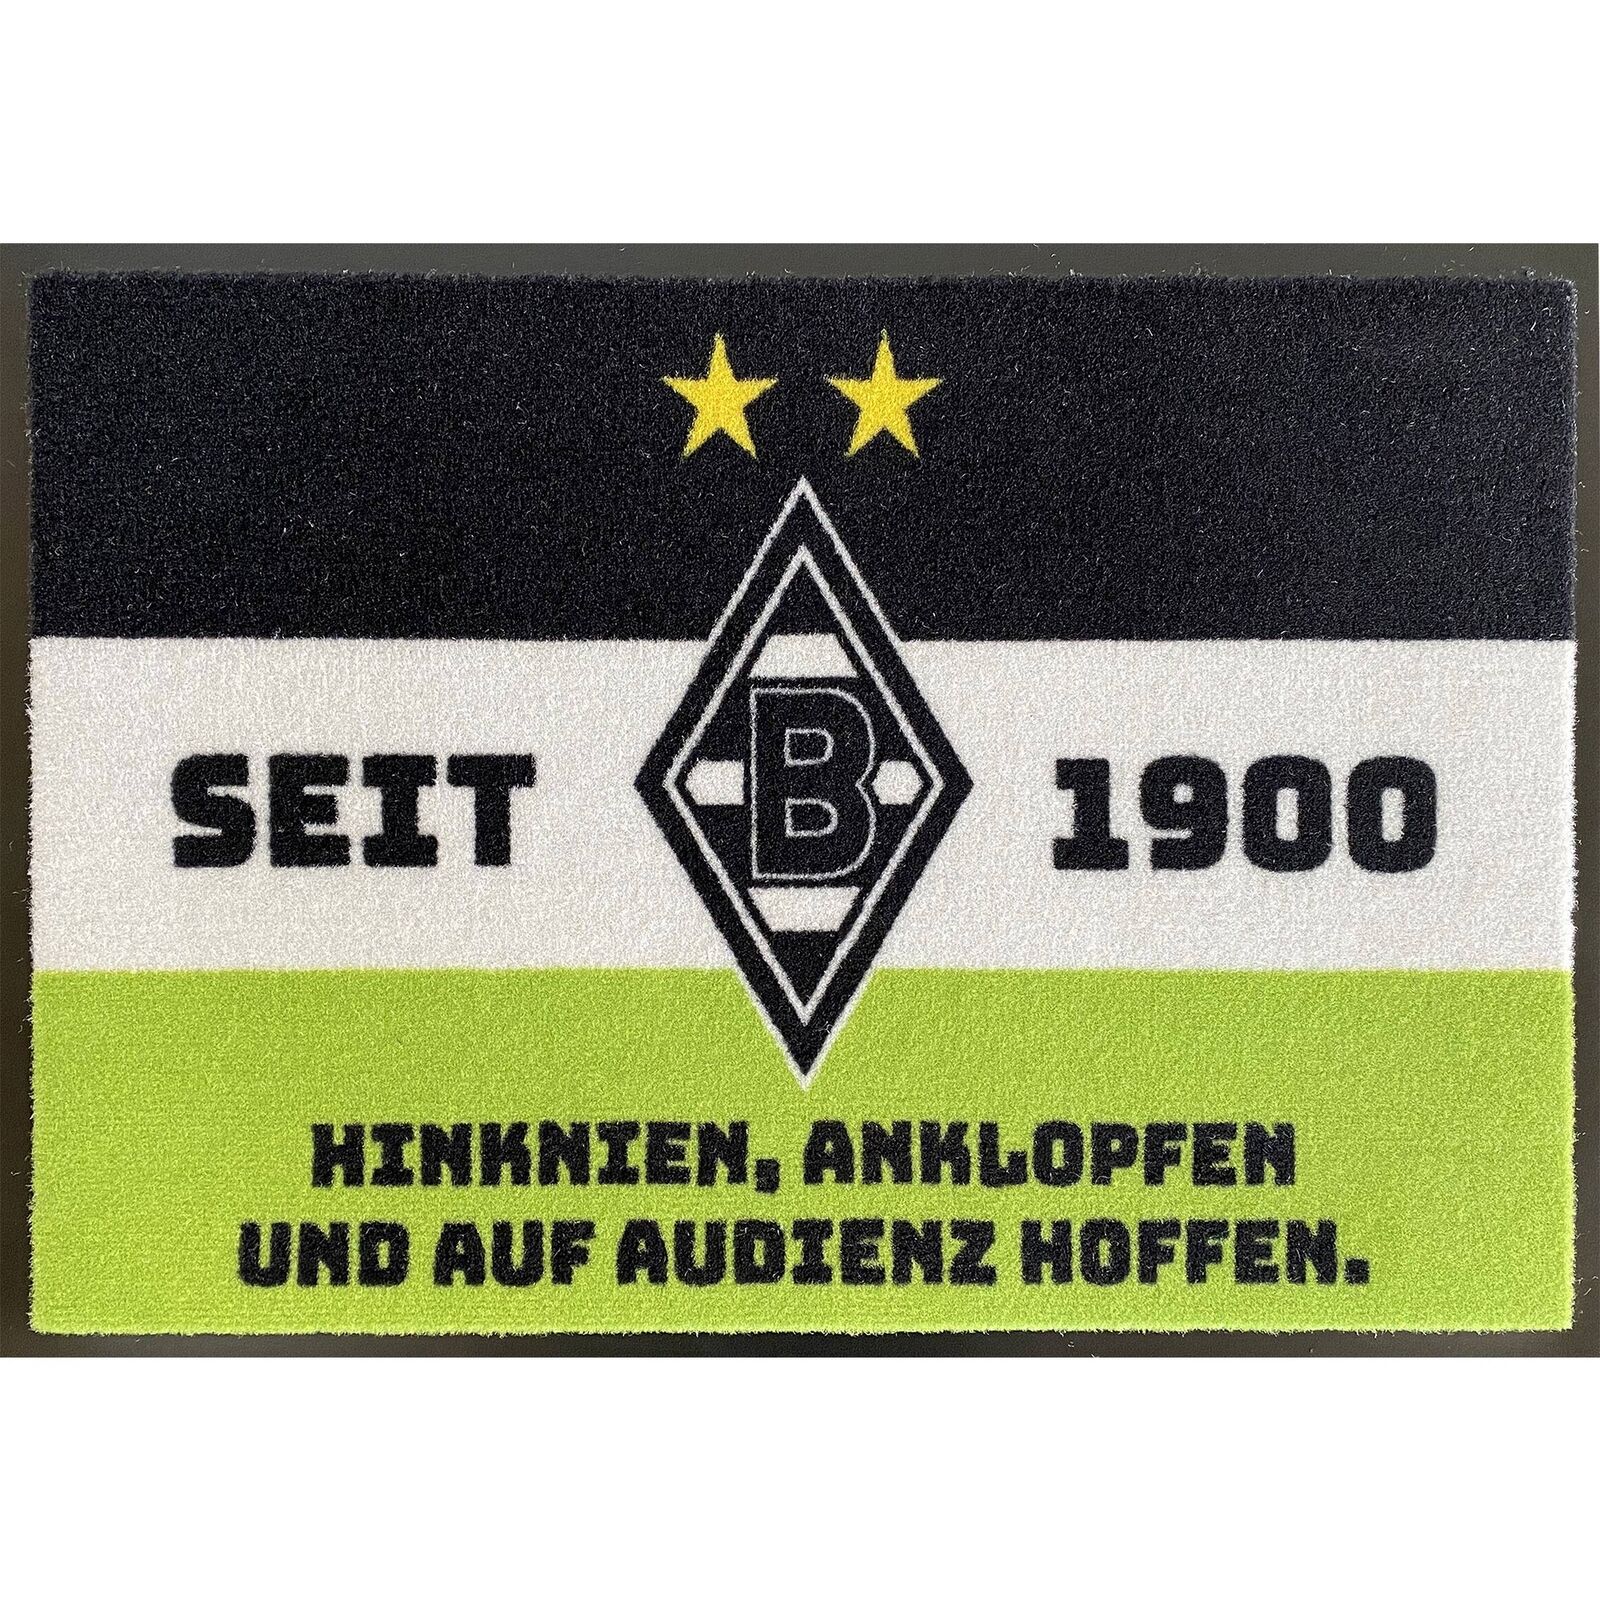 SEIT B 1900
HINKNIEN, ANKLOPFEN
UND AUF AUDIENZ HOFFEN.